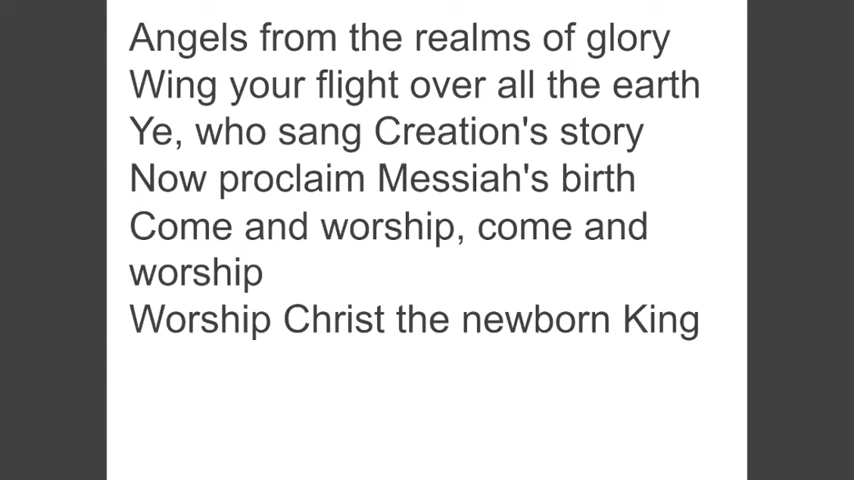 Angels from the realms of glory
Wing your flight over all the earth
Ye, who sang Creation's story
Now proclaim Messiah's birth
Come and worship, come and
worship
Worship Christ the newborn King